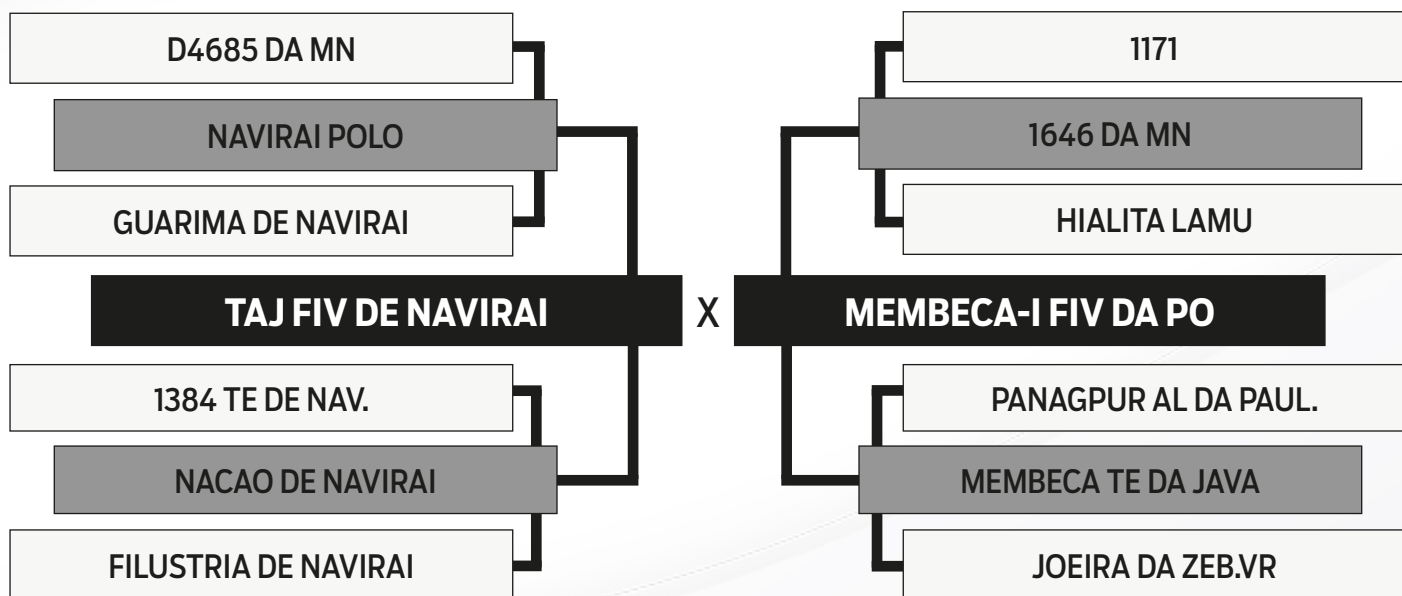 D4685 DA MN
NAVIRAI POLO
GUARIMA DE NAVIRAI
1171
1646 DA MN
HIALITA LAMU
TAJ FIV DE NAVIRAI X MEMBECA-I FIV DA PO
1384 TE DE NAV.
NACAO DE NAVIRAI
FILUSTRIA DE NAVIRAI
PANAGPUR AL DA PAUL.
MEMBECA TE DA JAVA
JOEIRA DA ZEB.VR